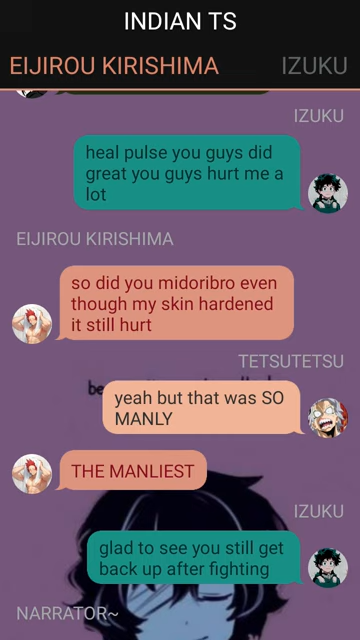 INDIAN TS
EIJIROU KIRISHIMA IZUKU
IZUKU
heal pulse you guys did
great you guys hurt me a
lot
EIJIROU KIRISHIMA
so did you midoribro even
though my skin hardened
it still hurt
TETSUTETSU
yeah but that was SO
MANLY
THE MANLIEST
IZUKU
glad to see you still get
back up after fighting
NARRATOR~